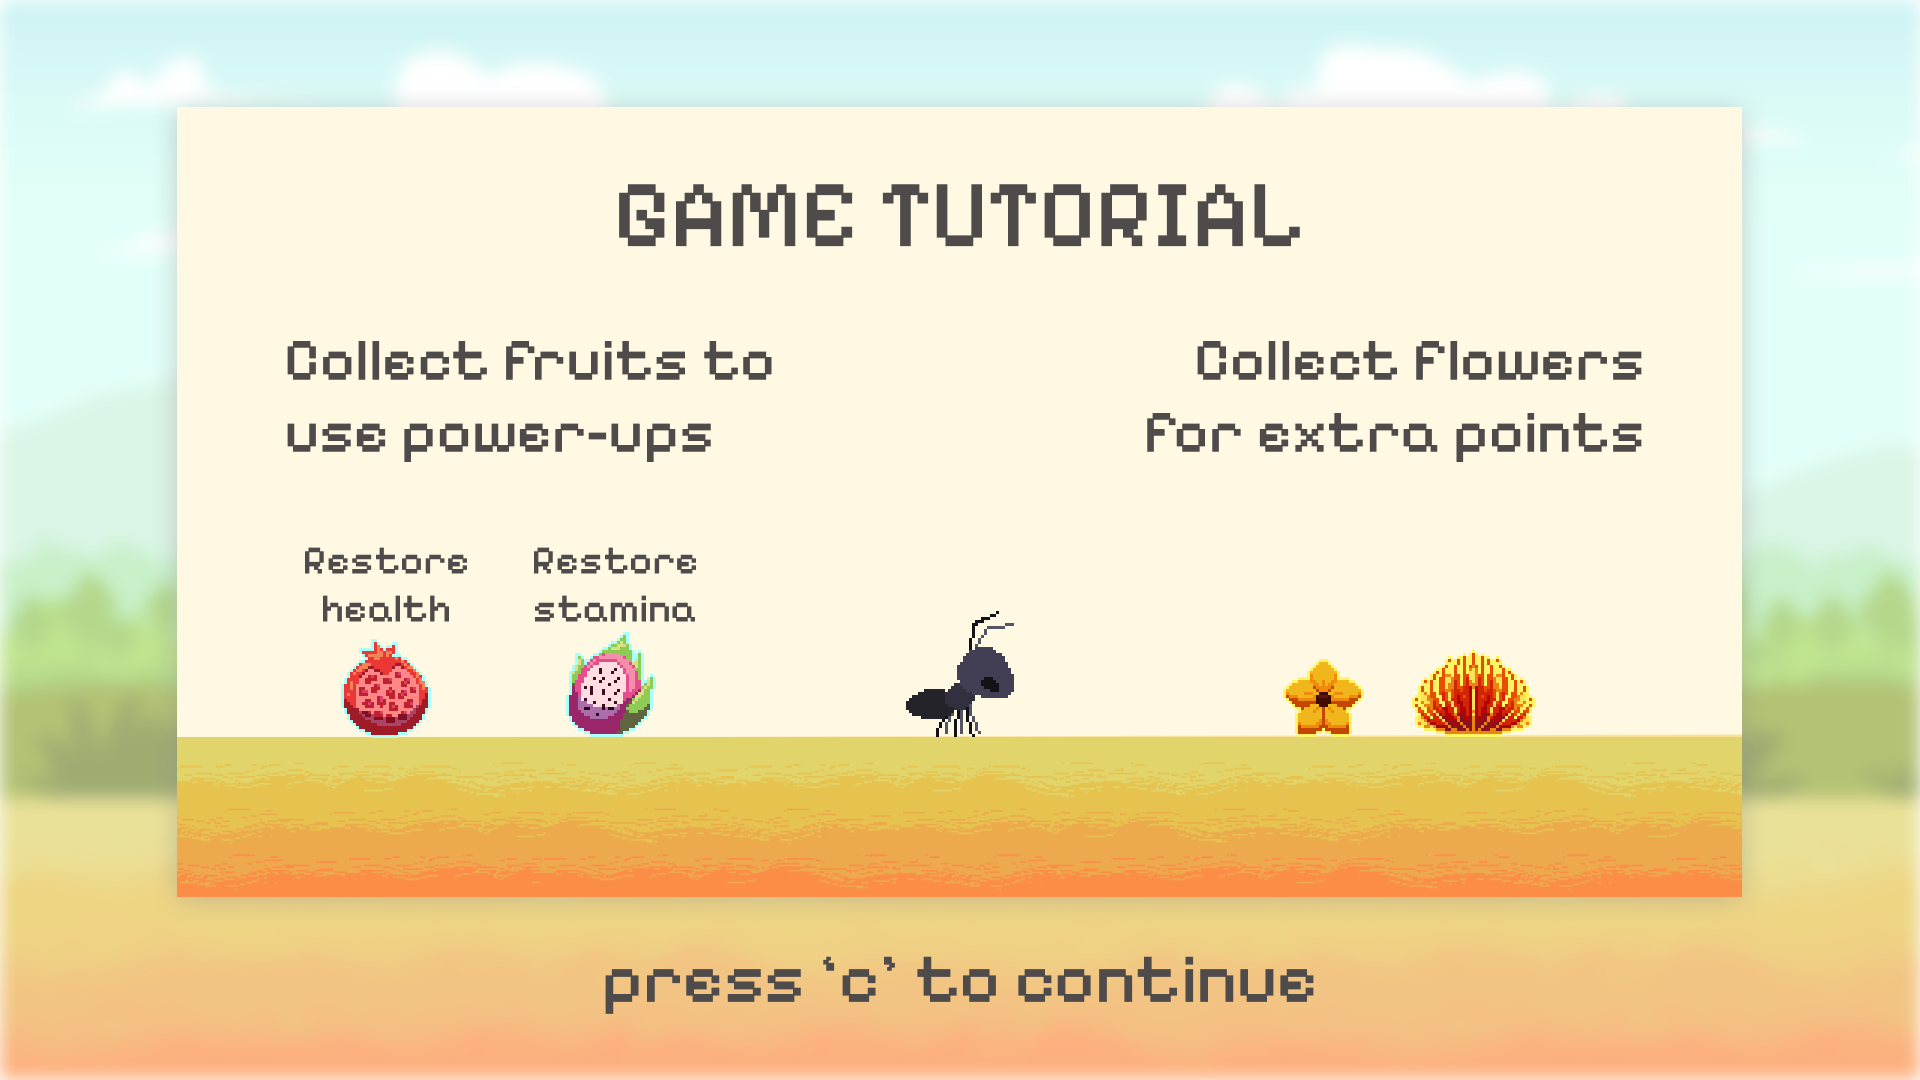 GAME TUTORIAL
Collect fruits to
use power-ups
Collect flowers
for extra points
Restore
health
Restore
stamina
press ‘c’ to continue